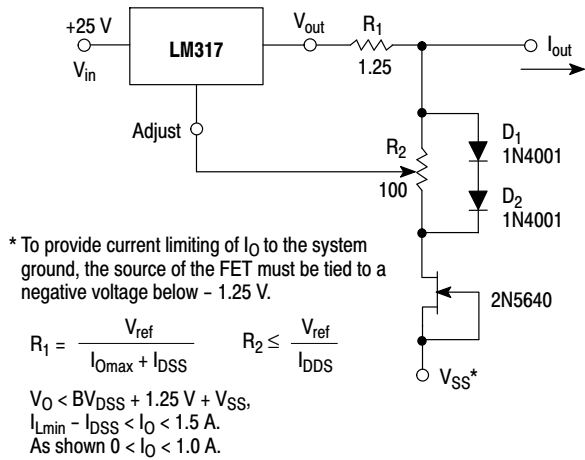 +25 V
V_in
LM317
V_out
R_1
1.25
I_out
Adjust
R_2
100
D_1
1N4001
D_2
1N4001
* To provide current limiting of I_O to the system
ground, the source of the FET must be tied to a
negative voltage below – 1.25 V.
2N5640
R_1 = V_ref / (I_Omax + I_DSS)
R_2 ≤ V_ref / I_DDS
V_SS*
V_O < BV_DSS + 1.25 V + V_SS,
I_Lmin – I_DSS < I_O < 1.5 A.
As shown 0 < I_O < 1.0 A.